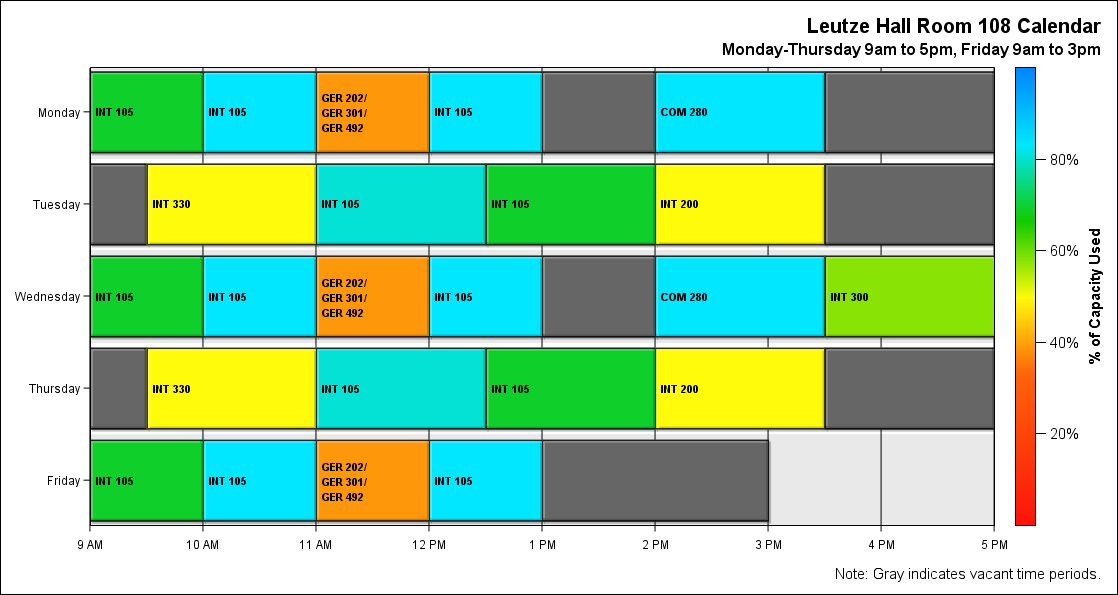 Leutze Hall Room 108 Calendar
Monday-Thursday 9am to 5pm, Friday 9am to 3pm
Monday
INT 105
INT 105
GER 202/
GER 301/
GER 492
INT 105
COM 280
Tuesday
INT 330
INT 105
INT 105
INT 200
Wednesday
INT 105
INT 105
GER 202/
GER 301/
GER 492
INT 105
COM 280
INT 300
Thursday
INT 330
INT 105
INT 105
INT 200
Friday
INT 105
INT 105
GER 202/
GER 301/
GER 492
INT 105
9 AM
10 AM
11 AM
12 PM
1 PM
2 PM
3 PM
4 PM
5 PM
80%
60%
40%
20%
% of Capacity Used
Note: Gray indicates vacant time periods.